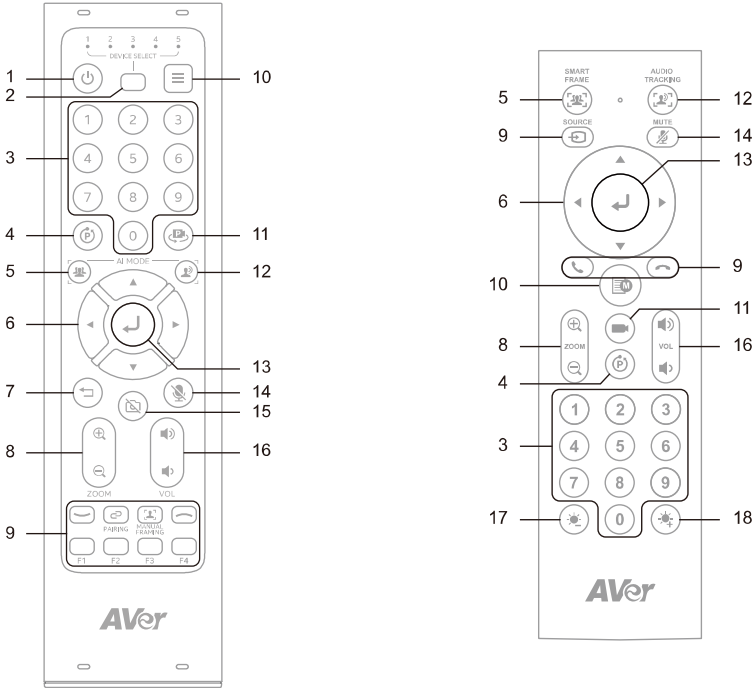 1 2 3 4 5
DEVICE SELECT
1
2
10
1 2 3
3
4 5 6
7 8 9
4
P
0
P
11
AI MODE
5
12
6
13
7
14
15
8
16
ZOOM
VOL
9
PAIRING
MANUAL
FRAMING
F1 F2 F3 F4
AVer
SMART
FRAME
AUDIO
TRACKING
5
12
SOURCE
MUTE
9
14
13
6
9
10
M
11
8
ZOOM
VOL
16
4
P
1 2 3
3
4 5 6
7 8 9
17
0
18
AVer